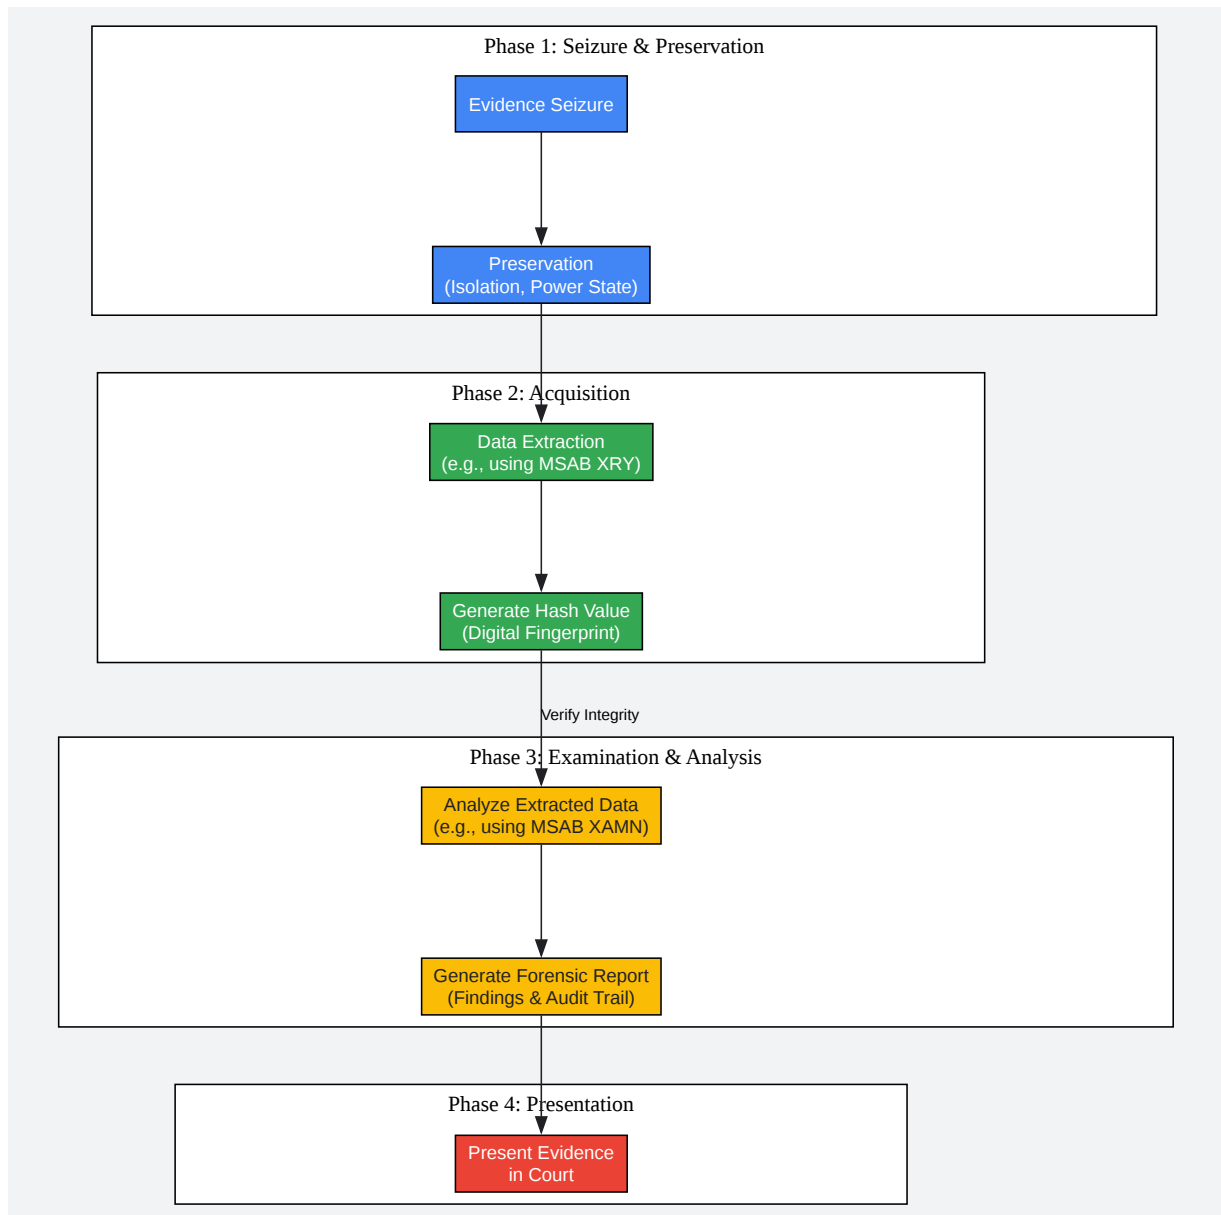 Phase 1: Seizure & Preservation
Evidence Seizure
Preservation
(Isolation, Power State)
Phase 2: Acquisition
Data Extraction
(e.g., using MSAB XRY)
Generate Hash Value
(Digital Fingerprint)
Verify Integrity
Phase 3: Examination & Analysis
Analyze Extracted Data
(e.g., using MSAB XAMN)
Generate Forensic Report
(Findings & Audit Trail)
Phase 4: Presentation
Present Evidence
in Court